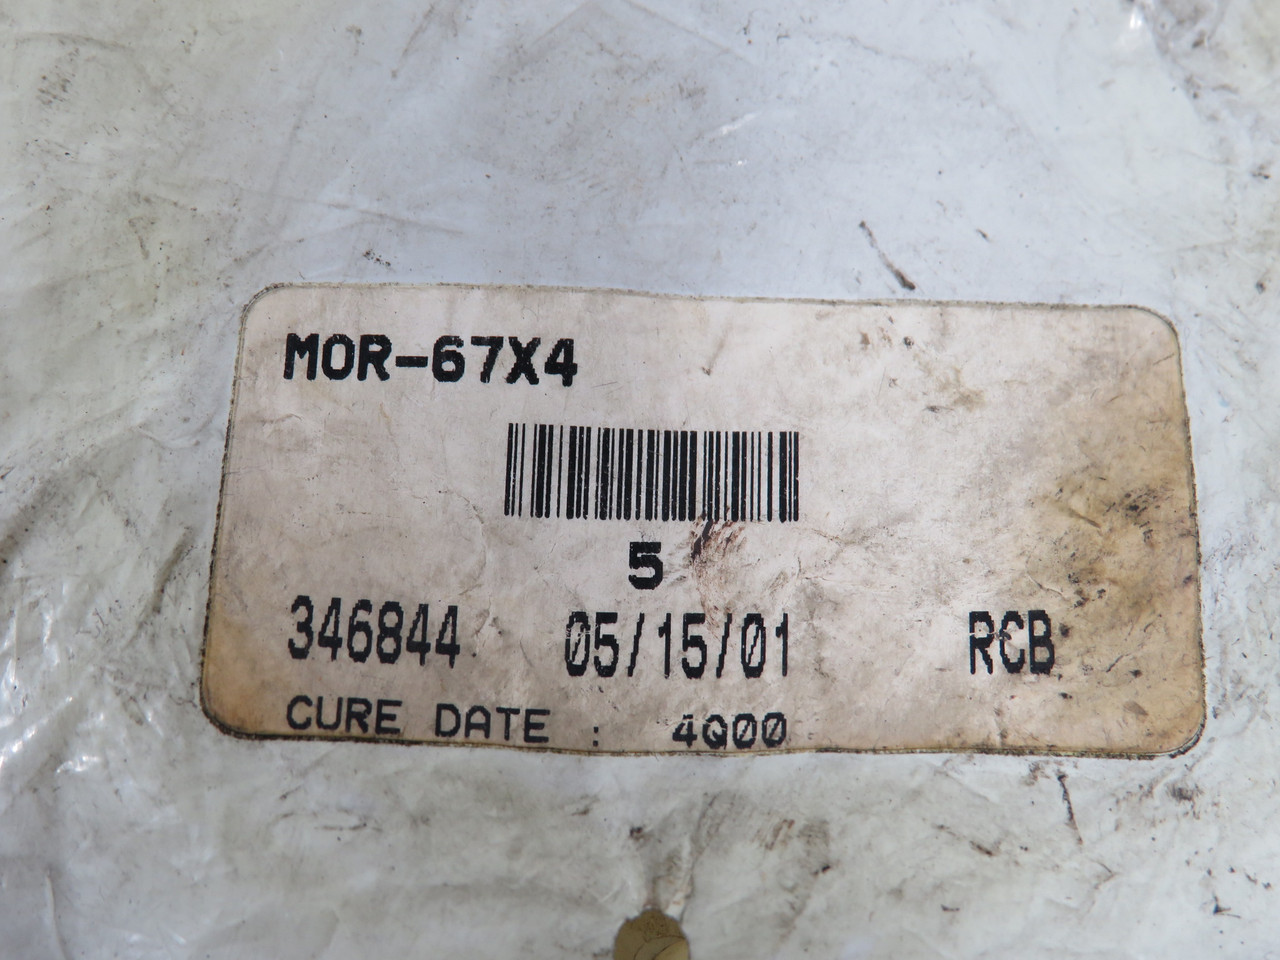 MOR-67X4
5
346844 05/15/01 RCB
CURE DATE : 4Q00